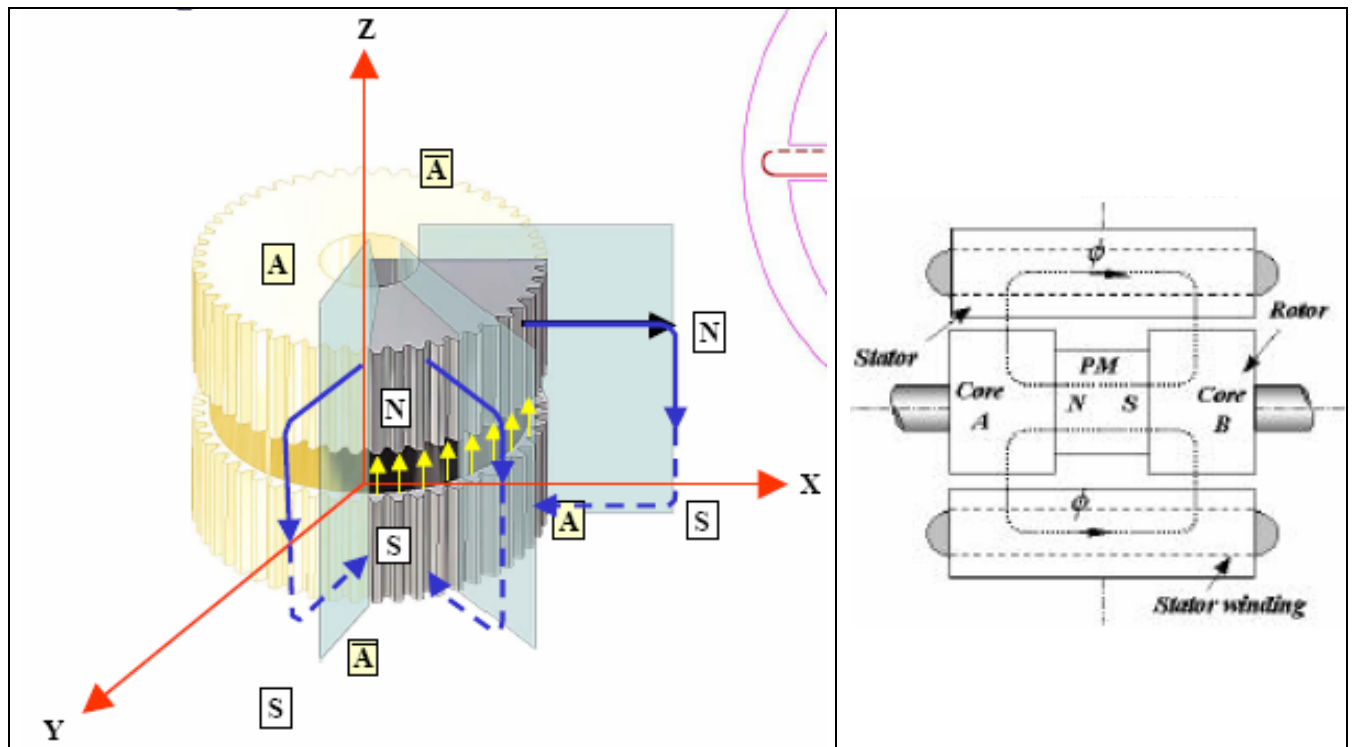 Z
A̅
A
N
N
X
A
S
S
A̅
S
Y
ϕ
Rotor
Stator
PM
Core
A
N
S
Core
B
ϕ
Stator winding